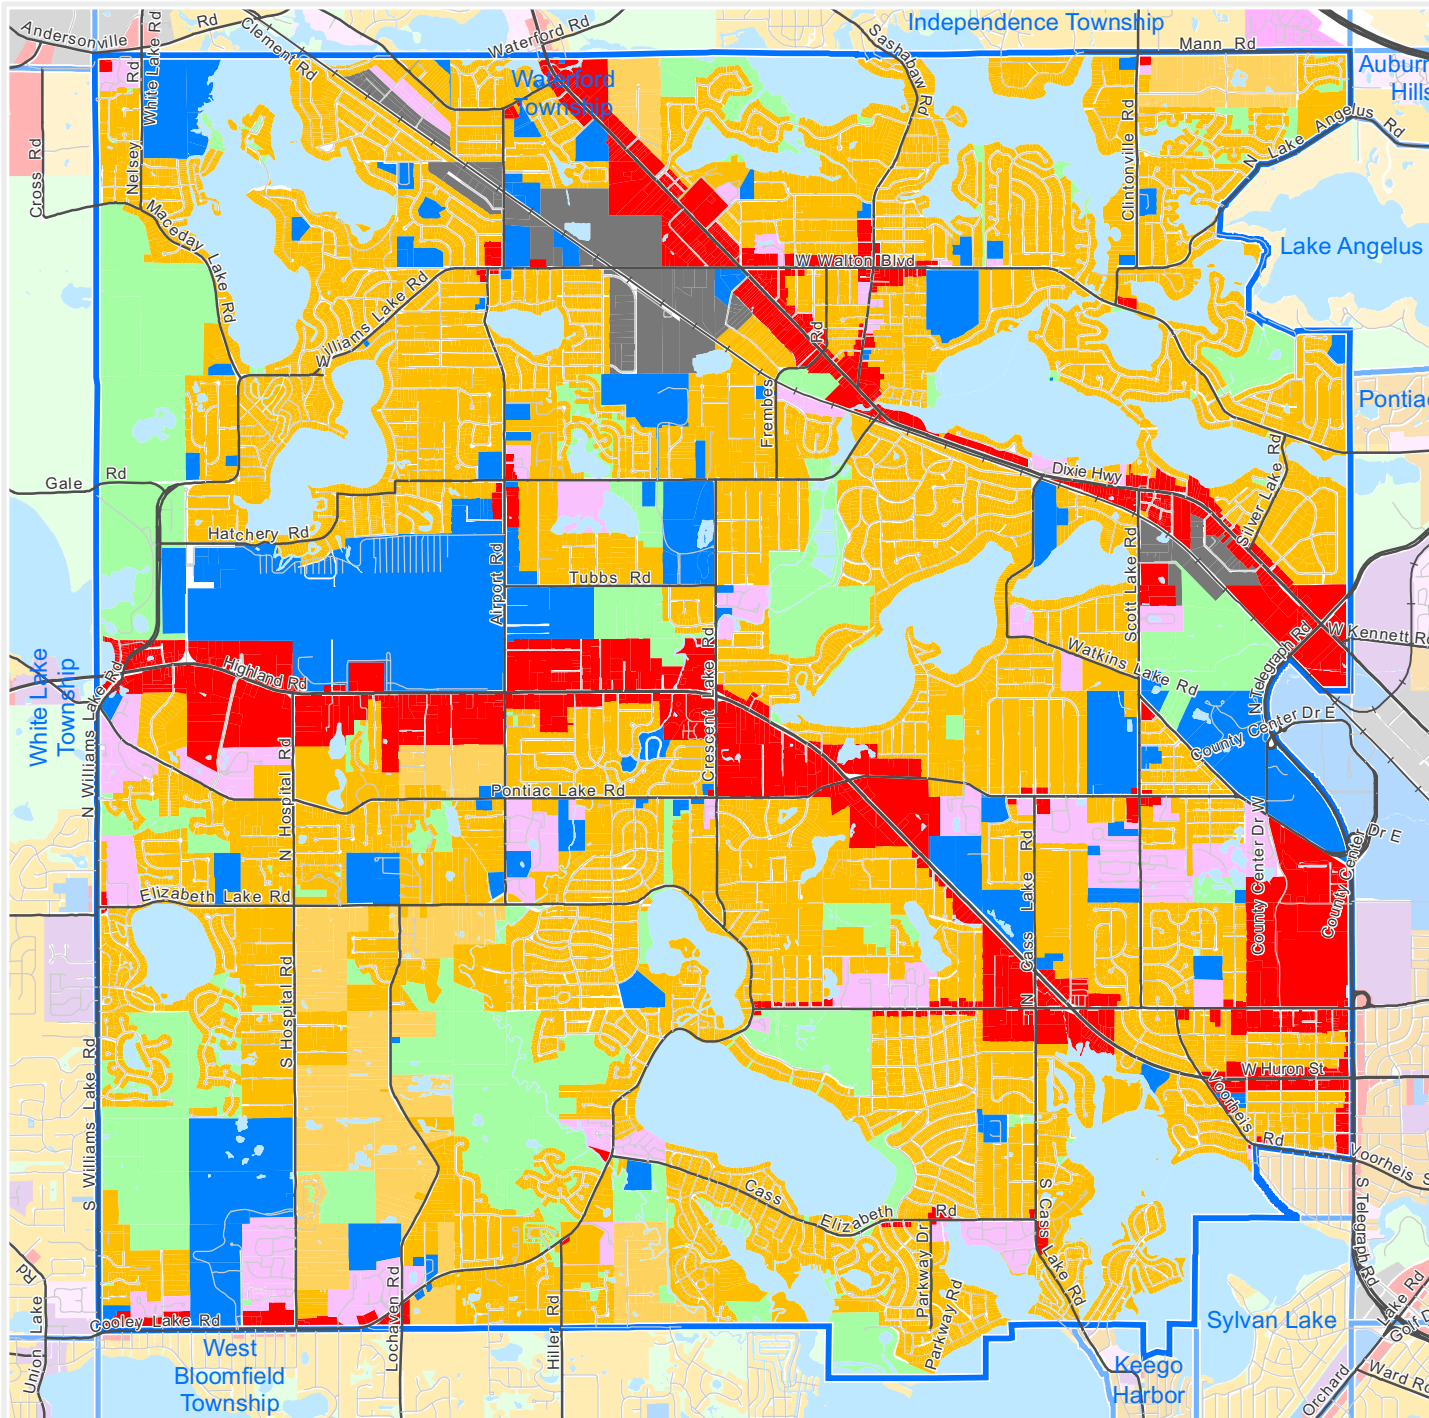 Independence Township
Andersonville Rd
White Lake Rd
Clement Rd
Waterford Rd
Sashabaw Rd
Mann Rd
Auburn
Hills
Waterford
Township
Cross Rd
Nelsey Rd
Clintonville Rd
N Lake Angelus Rd
Maceday Lake Rd
Lake Angelus
W Walton Blvd
Williams Lake Rd
W
Rd
Frembes
Pontiac
Gale Rd
Dixie Hwy
Silver Lake Rd
Hatchery Rd
Airport Rd
Tubbs Rd
Scott Lake Rd
Crescent Lake Rd
W Kennett Rd
N Telegraph Rd
Watkins Lake Rd
White Lake
Township
Highland Rd
N Williams Lake Rd
N Hospital Rd
County Center Dr E
Pontiac Lake Rd
County Center Dr W
County Center Dr E
N Cass Lake Rd
Elizabeth Lake Rd
S Hospital Rd
S Williams Lake Rd
W Huron St
Voorheis Rd
Voorheis S
Cass Elizabeth Rd
S Cass Lake Rd
S Telegraph Rd
Parkway Dr
Parkway Rd
Union Lake Rd
Cooley Lake Rd
Lochaven Rd
Hiller Rd
West
Bloomfield
Township
Sylvan Lake
Keego
Harbor
Orchard Lake Rd
Golf D
Ward Rd